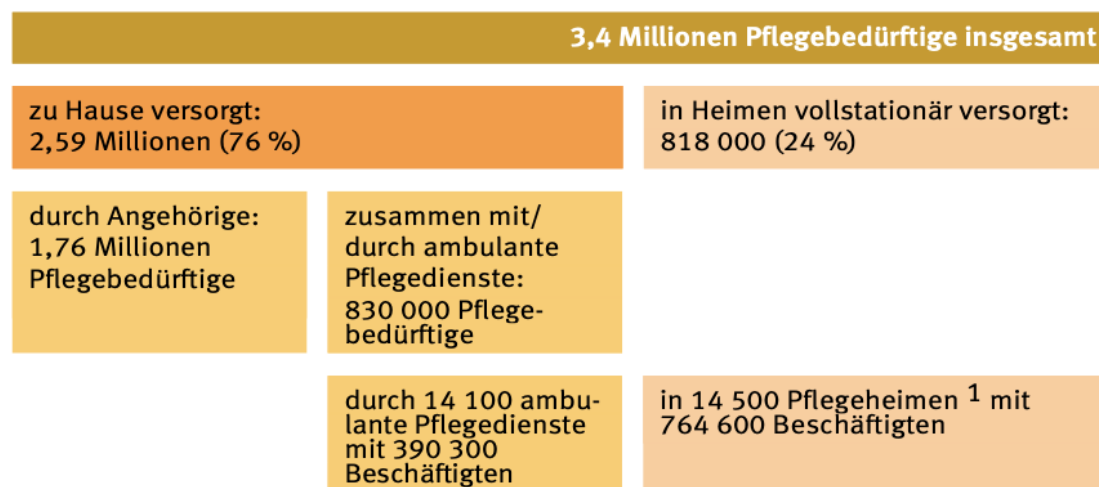 3,4 Millionen Pflegebedürftige insgesamt
zu Hause versorgt:
2,59 Millionen (76 %)
in Heimen vollstationär versorgt:
818 000 (24 %)
durch Angehörige:
1,76 Millionen
Pflegebedürftige
zusammen mit/
durch ambulante
Pflegedienste:
830 000 Pflege-
bedürftige
durch 14 100 ambu-
lante Pflegedienste
mit 390 300
Beschäftigten
in 14 500 Pflegeheimen 1 mit
764 600 Beschäftigten